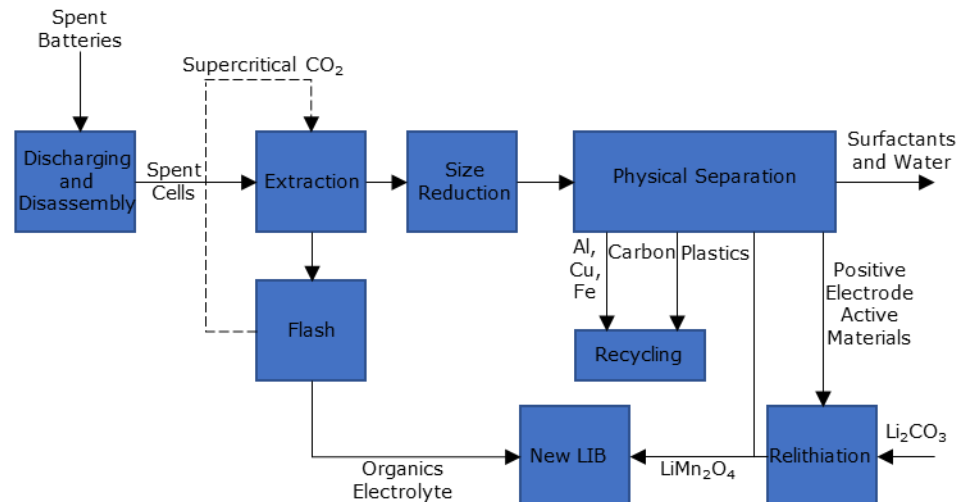 Spent
Batteries
Supercritical CO₂
Discharging
and
Disassembly
Spent
Cells
Extraction
Size
Reduction
Physical Separation
Surfactants
and Water
Al,
Cu,
Fe
Carbon
Plastics
Positive
Electrode
Active
Materials
Flash
Recycling
Organics
Electrolyte
New LIB
LiMn₂O₄
Relithiation
Li₂CO₃